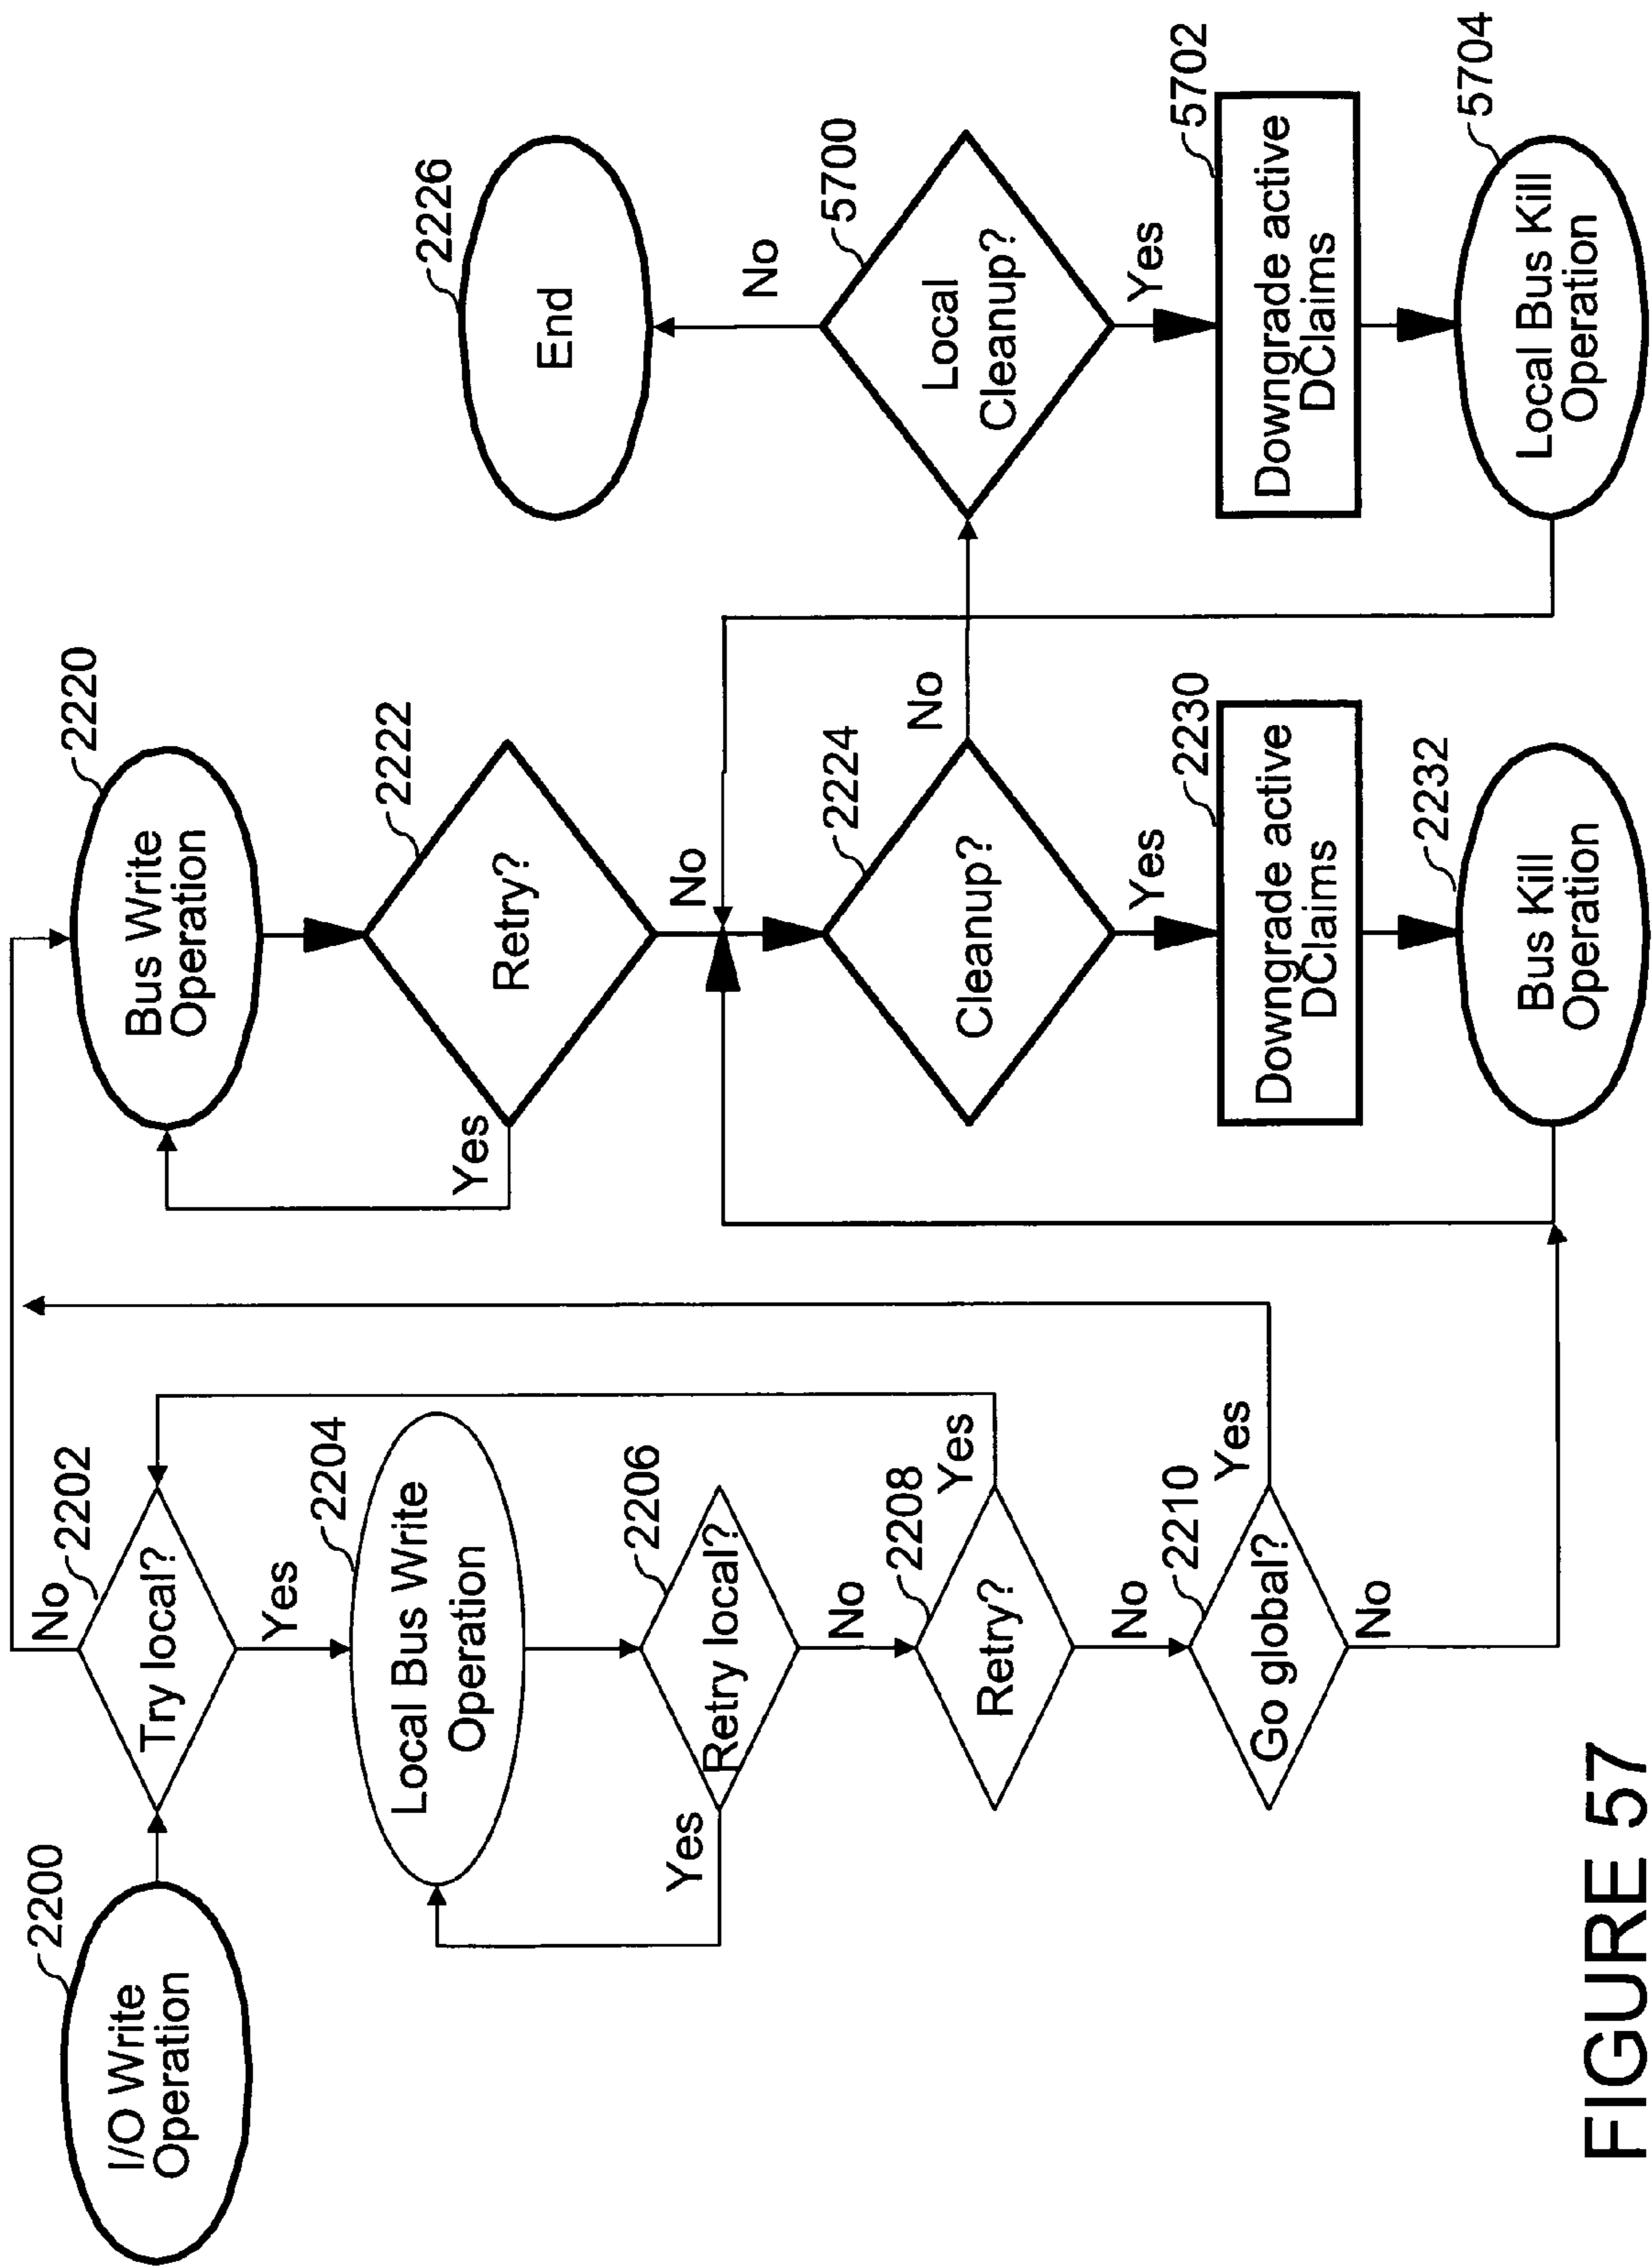 2200
I/O Write
Operation
No
2202
Try local?
Yes
2204
Local Bus Write
Operation
2206
Retry local?
Yes
No
2208
Retry?
Yes
No
2210
Go global?
Yes
No
2220
Bus Write
Operation
2222
Retry?
Yes
No
2224
Cleanup?
No
Yes
2230
Downgrade active
DClaims
2232
Bus Kill
Operation
2226
End
No
5700
Local
Cleanup?
Yes
5702
Downgrade active
DClaims
5704
Local Bus Kill
Operation
FIGURE 57